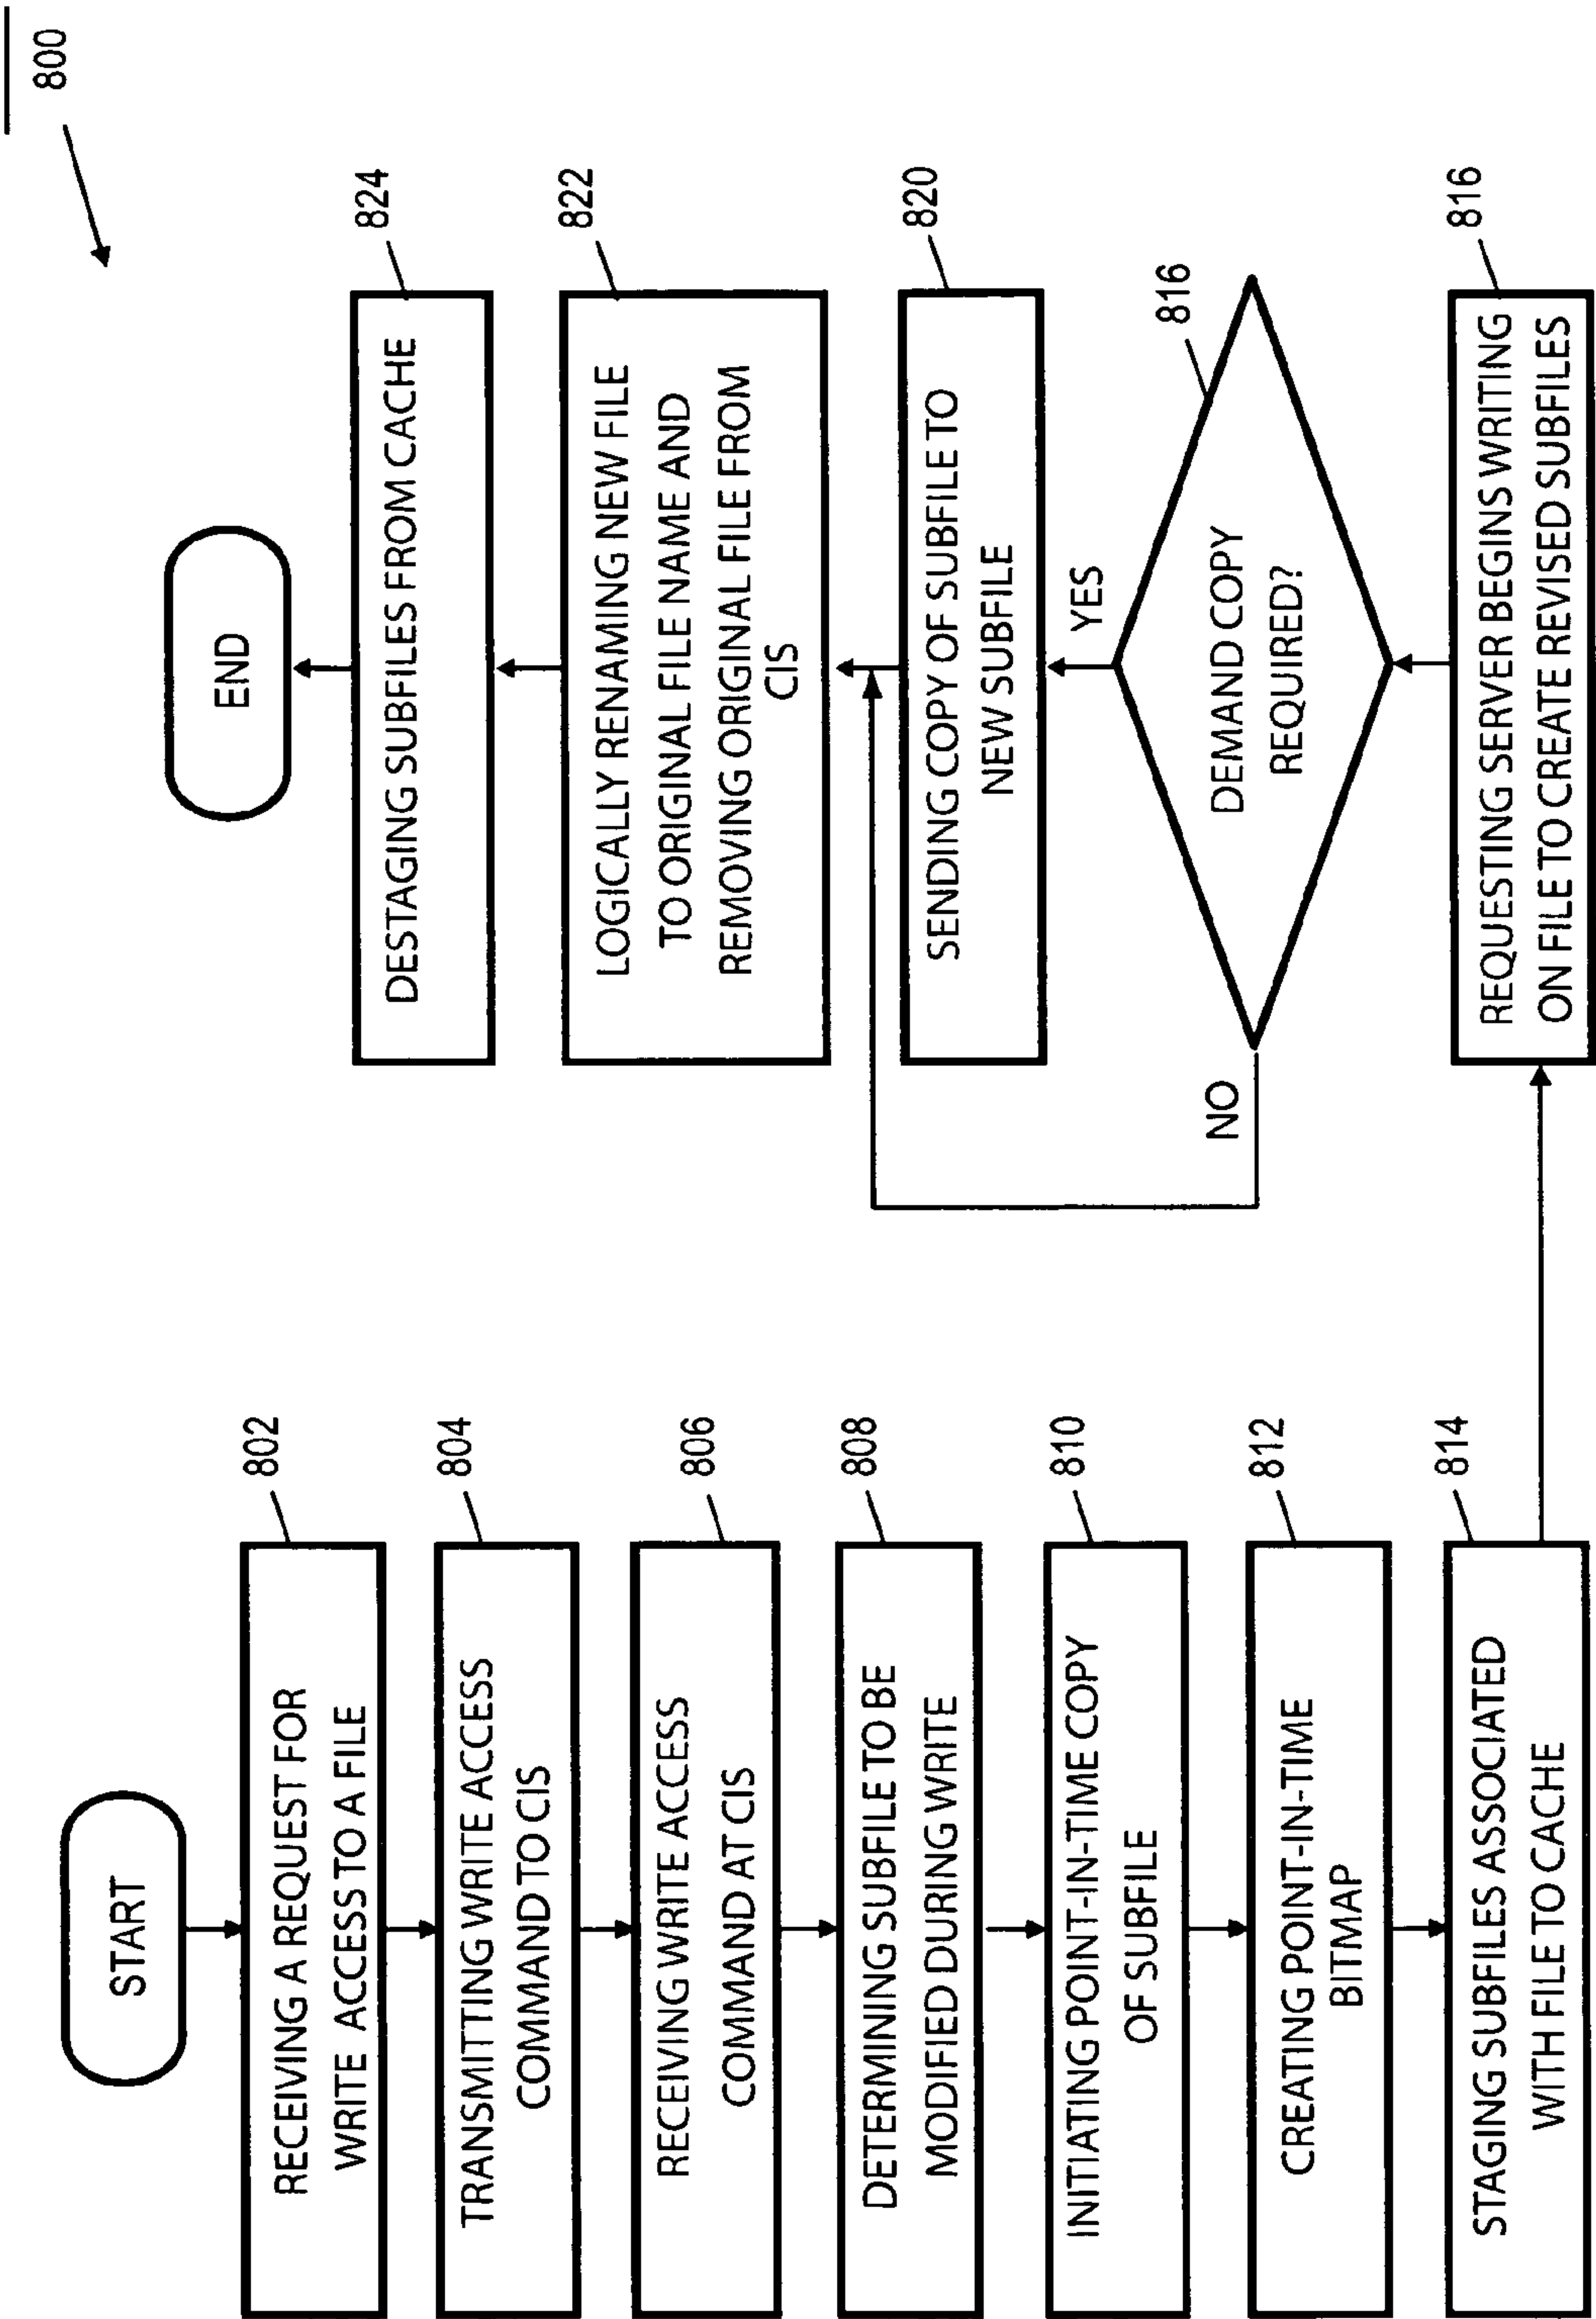 800
START
802
RECEIVING A REQUEST FOR
WRITE ACCESS TO A FILE
804
TRANSMITTING WRITE ACCESS
COMMAND TO CIS
806
RECEIVING WRITE ACCESS
COMMAND AT CIS
808
DETERMINING SUBFILE TO BE
MODIFIED DURING WRITE
810
INITIATING POINT-IN-TIME COPY
OF SUBFILE
812
CREATING POINT-IN-TIME
BITMAP
814
STAGING SUBFILES ASSOCIATED
WITH FILE TO CACHE
816
REQUESTING SERVER BEGINS WRITING
ON FILE TO CREATE REVISED SUBFILES
816
DEMAND COPY
REQUIRED?
NO
YES
820
SENDING COPY OF SUBFILE TO
NEW SUBFILE
822
LOGICALLY RENAMING NEW FILE
TO ORIGINAL FILE NAME AND
REMOVING ORIGINAL FILE FROM
CIS
824
DESTAGING SUBFILES FROM CACHE
END